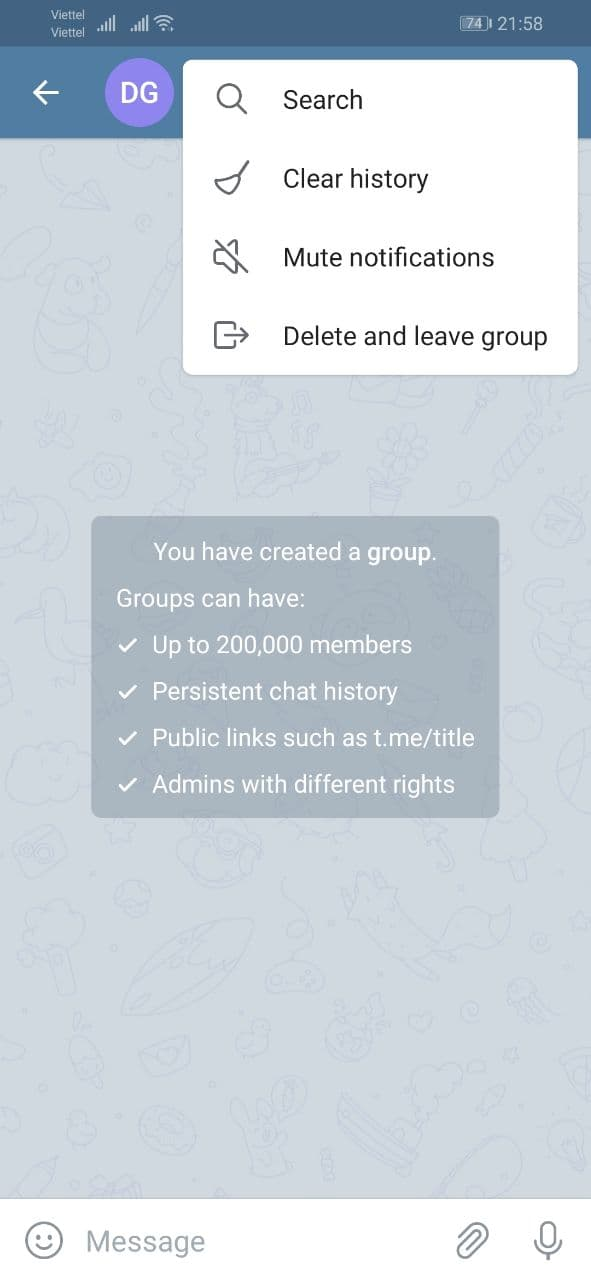 Viettel
Viettel
74 21:58
DG
Search
Clear history
Mute notifications
Delete and leave group
You have created a group.
Groups can have:
Up to 200,000 members
Persistent chat history
Public links such as t.me/title
Admins with different rights
Message